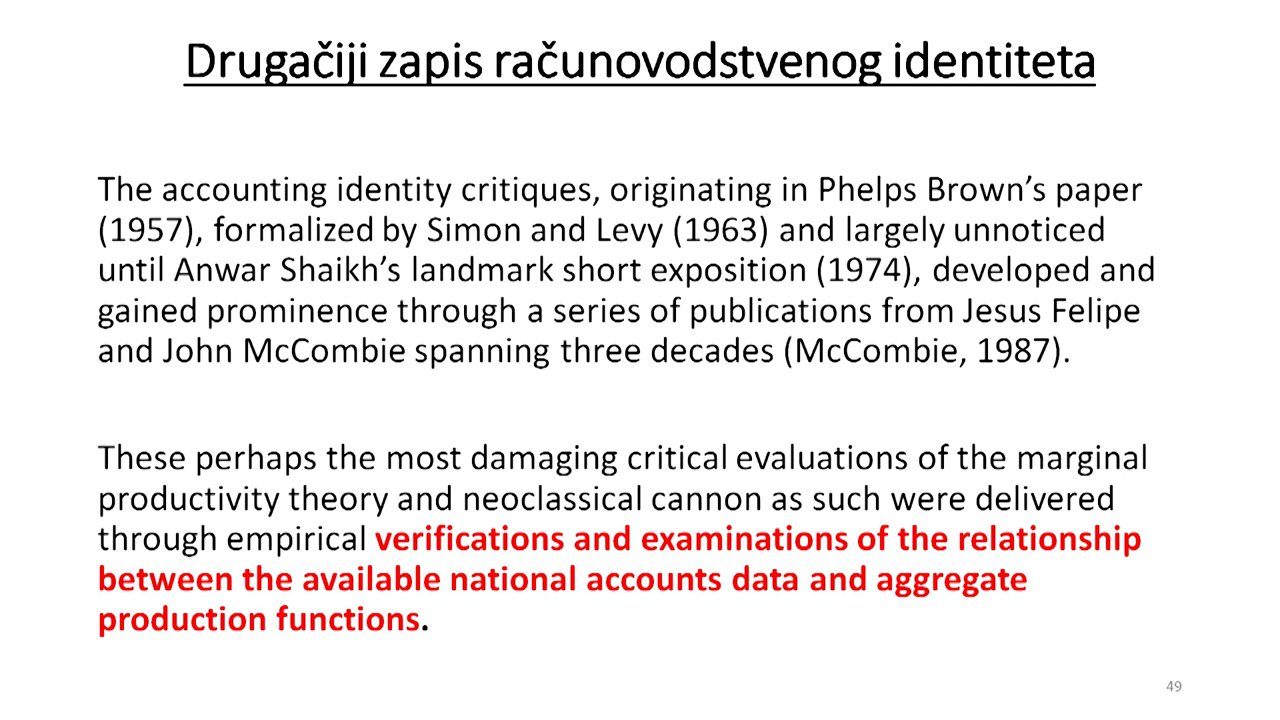 Drugačiji zapis računovodstvenog identiteta
The accounting identity critiques, originating in Phelps Brown’s paper
(1957), formalized by Simon and Levy (1963) and largely unnoticed
until Anwar Shaikh’s landmark short exposition (1974), developed and
gained prominence through a series of publications from Jesus Felipe
and John McCombie spanning three decades (McCombie, 1987).
These perhaps the most damaging critical evaluations of the marginal
productivity theory and neoclassical cannon as such were delivered
through empirical verifications and examinations of the relationship
between the available national accounts data and aggregate
production functions.
49